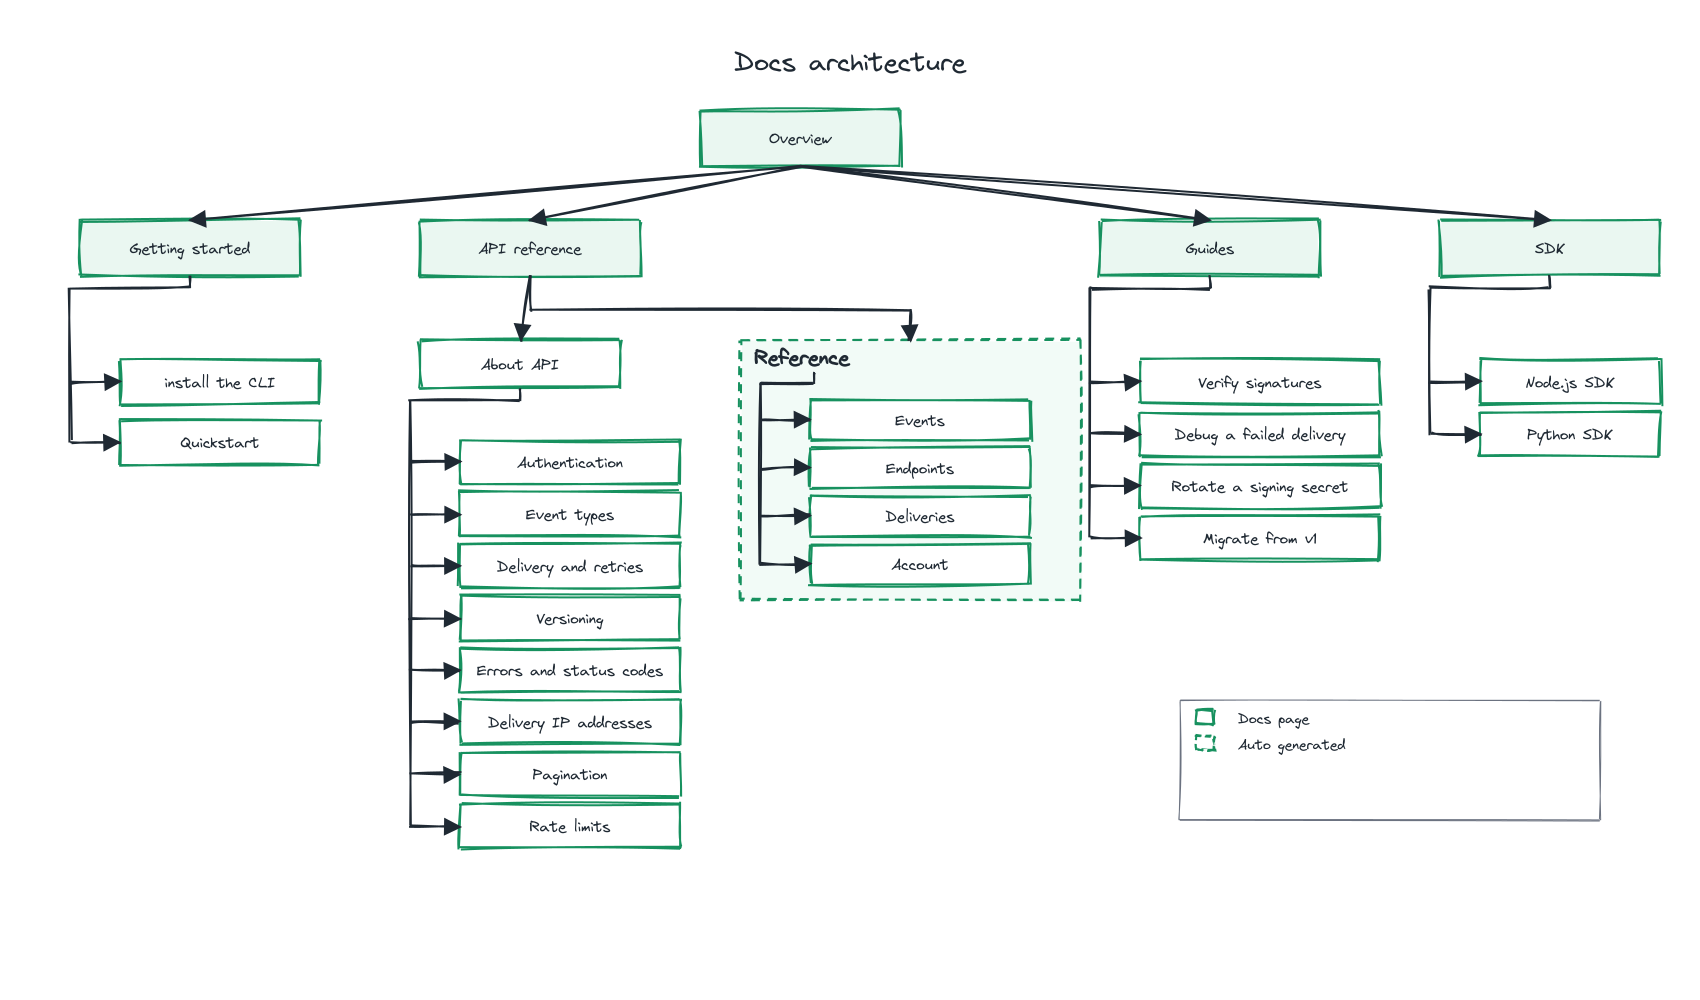 Docs architecture
Overview
Getting started
API reference
Guides
SDK
install the CLI
Quickstart
About API
Authentication
Event types
Delivery and retries
Versioning
Errors and status codes
Delivery IP addresses
Pagination
Rate limits
Reference
Events
Endpoints
Deliveries
Account
Verify signatures
Debug a failed delivery
Rotate a signing secret
Migrate from v1
Node.js SDK
Python SDK
Docs page
Auto generated